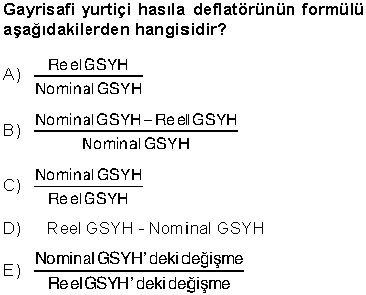 Gayrisafi yurtiçi hasıla deflatörünün formülü
aşağıdakilerden hangisidir?
A) Reel GSYH
Nominal GSYH
B) Nominal GSYH – Reel GSYH
Nominal GSYH
C) Nominal GSYH
Reel GSYH
D) Reel GSYH - Nominal GSYH
E) Nominal GSYH' deki değişme
Reel GSYH' deki değişme